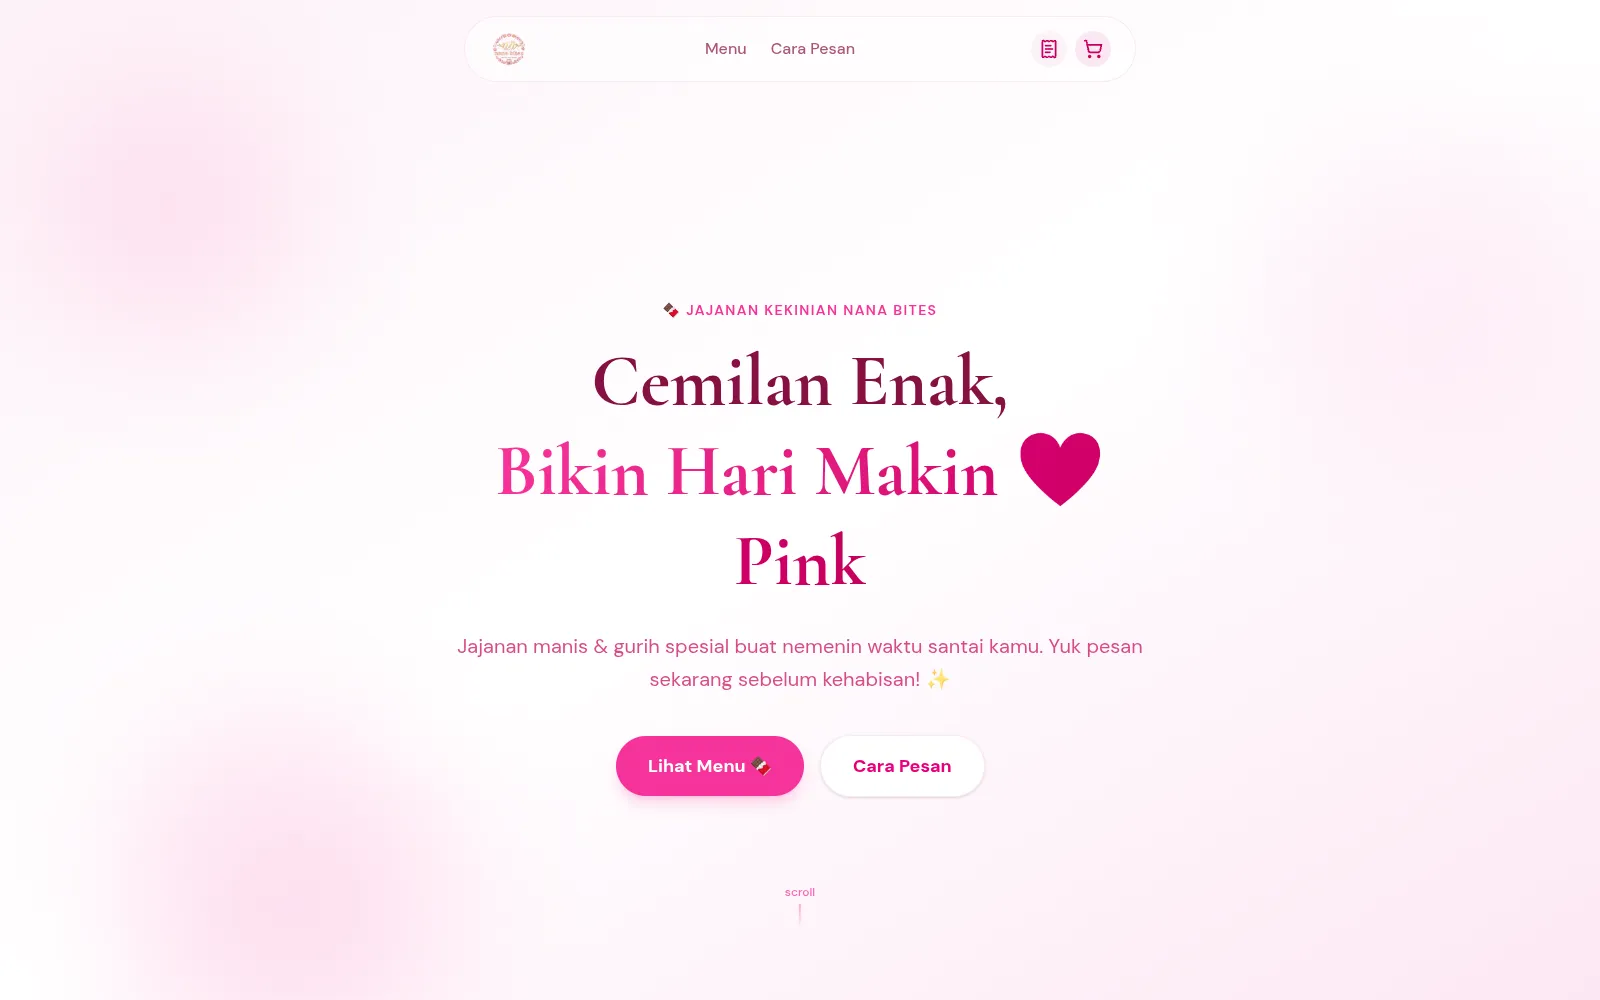 Menu
Cara Pesan
🍫 JAJANAN KEKINIAN NANA BITES
Cemilan Enak,
Bikin Hari Makin ♥
Pink
Jajanan manis & gurih spesial buat nemenin waktu santai kamu. Yuk pesan
sekarang sebelum kehabisan! ✨
Lihat Menu 🍫
Cara Pesan
scroll